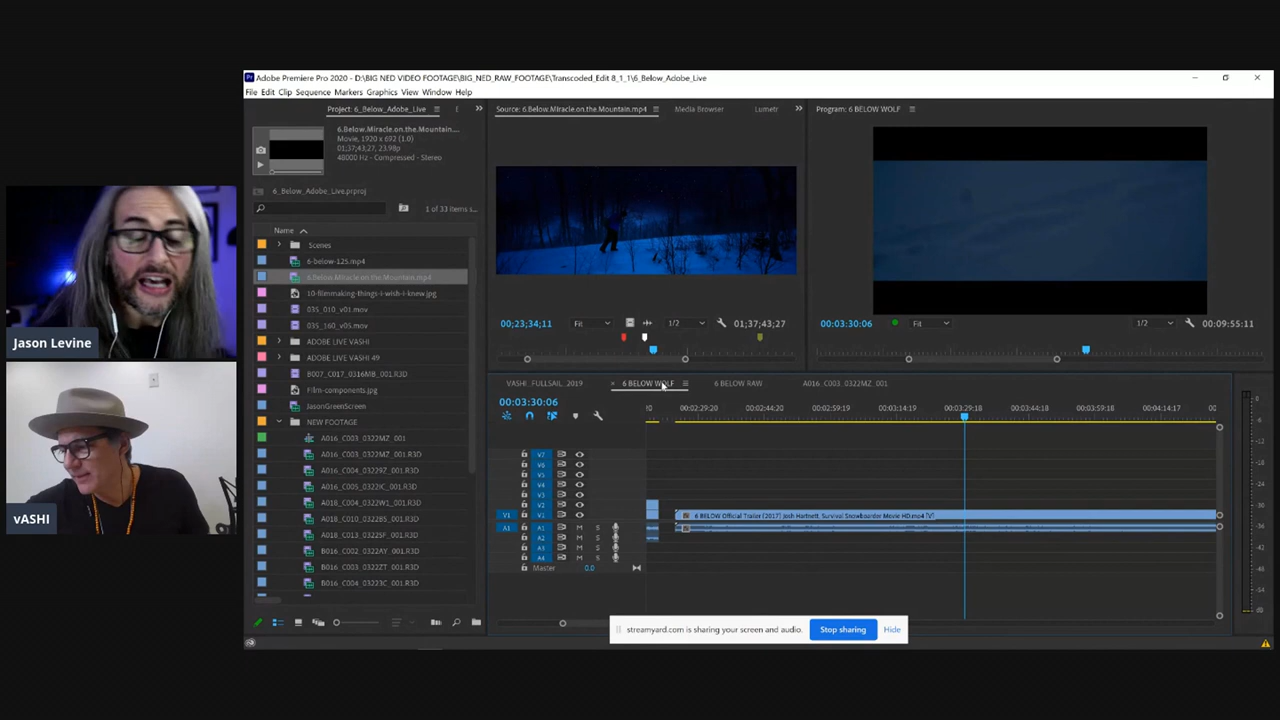 Adobe Premiere Pro 2020 - D:\BIG NED VIDEO FOOTAGE\BIG_NED_RAW_FOOTAGE\Transcoded_Edit 8_1_1\6_Below_Adobe_Live
File Edit Clip Sequence Markers Graphics View Window Help
Project: 6_Below_Adobe_Live
Source: 6.Below.Miracle.on.the.Mountain.mp4
Media Browser
Lumetr
Program: 6 BELOW WOLF
6.Below.Miracle.on.the.Mountain....
Movie, 1920 x 692 (1.0)
01;37;43;27, 23.98p
48000 Hz - Compressed - Stereo
6_Below_Adobe_Live.prproj
1 of 33 items s...
Name
Scenes
6-below-125.mp4
6.Below.Miracle.on.the.Mountain.mp4
10-filmmaking-things-i-wish-i-knew.jpg
035_010_v01.mov
035_160_v05.mov
ADOBE LIVE VASHI
ADOBE LIVE VASHI 49
B007_C017_0316MB_001.R3D
Film-components.jpg
JasonGreenScreen
NEW FOOTAGE
A016_C003_0322MZ_001
A016_C003_0322MZ_001.R3D
A016_C004_0329Z_001.R3D
A016_C005_0322IC_001.R3D
A018_C004_0322W1_001.R3D
A018_C010_0322B5_001.R3D
A018_C013_0322SF_001.R3D
B016_C002_0322AY_001.R3D
B016_C003_0322ZT_001.R3D
B016_C004_03223C_001.R3D
00;23;34;11
Fit
1/2
01;37;43;27
00:03:30:06
Fit
1/2
00:09:55:11
VASHI_FULLSAIL_2019
6 BELOW WOLF
6 BELOW RAW
A016_C003_0322MZ_001
00:03:30:06
:20
00:02:29:20
00:02:44:20
00:02:59:19
00:03:14:19
00:03:29:18
00:03:44:18
00:03:59:18
00:04:14:17
00
V7
V6
V5
V4
V3
V2
V1 V1
A1 A1 M S
A2 M S
A3 M S
A4 M S
Master 0.0
6 BELOW Official Trailer (2017) Josh Hartnett, Survival Snowboarder Movie HD.mp4 [V]
streamyard.com is sharing your screen and audio.
Stop sharing
Hide
Jason Levine
vASHI